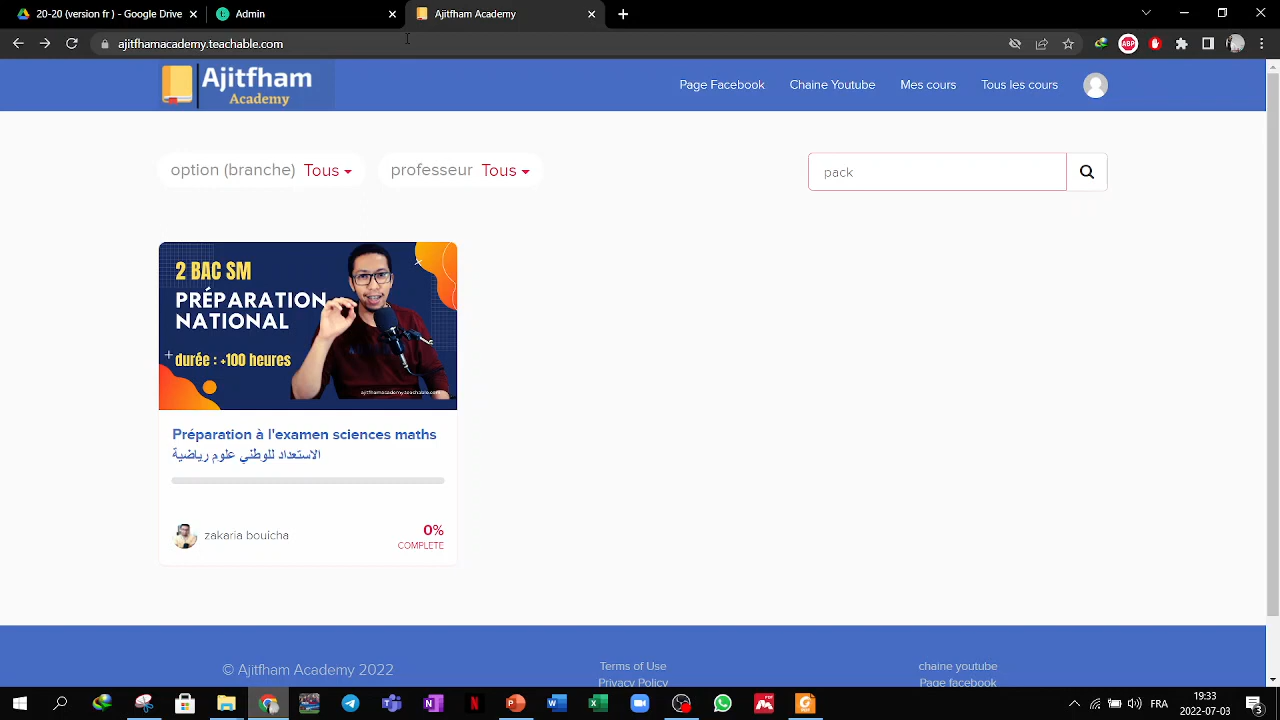 20-20 (version fr ) - Google Drive
Admin
Ajitfham Academy
ajitfhamacademy.teachable.com
Ajitfham
Academy
Page Facebook
Chaine Youtube
Mes cours
Tous les cours
option (branche) Tous
professeur Tous
pack
2 BAC SM
PRÉPARATION
NATIONAL
durée : +100 heures
ajitfhamacademy.teachable.com
Préparation à l'examen sciences maths
الاستعداد للوطني علوم رياضية
zakaria bouicha
0%
COMPLETE
© Ajitfham Academy 2022
Terms of Use
Privacy Policy
chaine youtube
Page facebook
FRA
19:33
2022-07-03